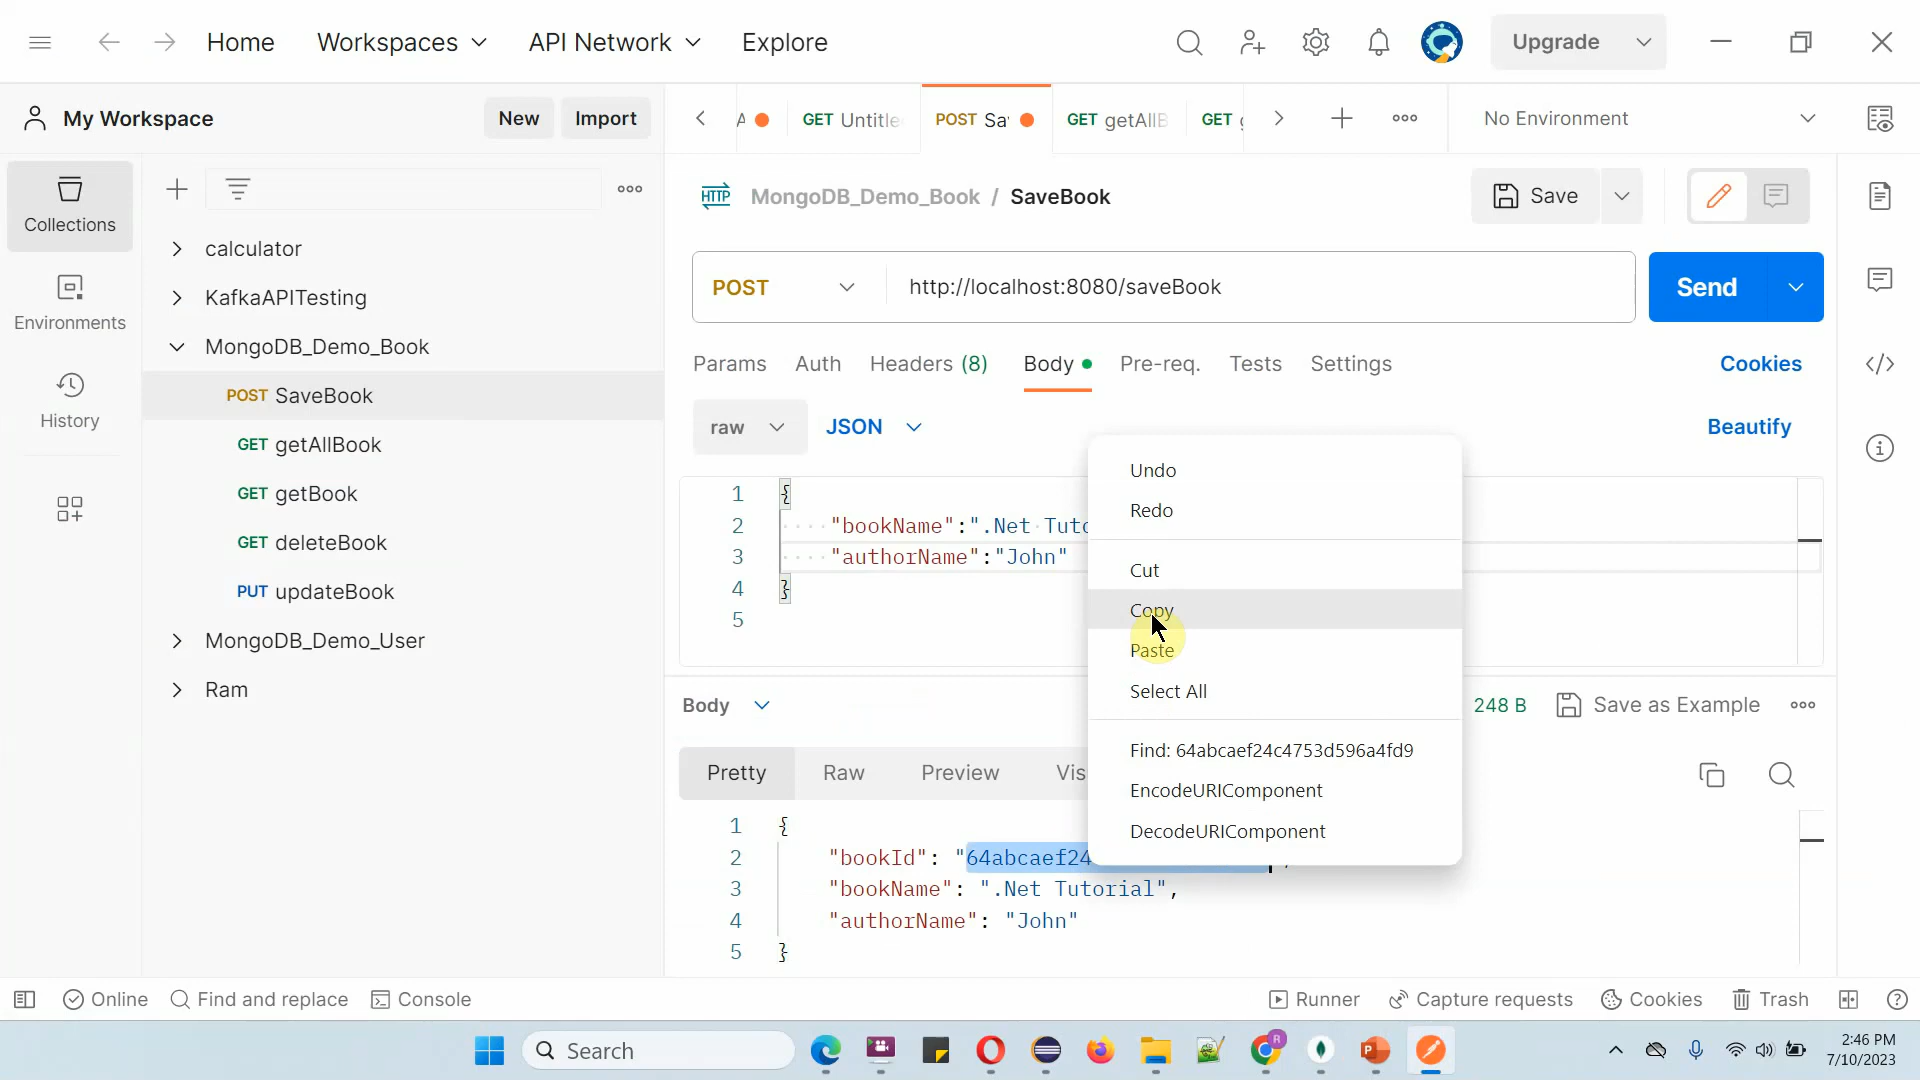 Home Workspaces API Network Explore Upgrade
My Workspace New Import
GET Untitle POST Sa GET getAllB GET No Environment
Collections
Environments
History
calculator
KafkaAPITesting
MongoDB_Demo_Book
POST SaveBook
GET getAllBook
GET getBook
GET deleteBook
PUT updateBook
MongoDB_Demo_User
Ram
HTTP MongoDB_Demo_Book / SaveBook Save
POST http://localhost:8080/saveBook Send
Params Auth Headers (8) Body Pre-req. Tests Settings Cookies
raw JSON Beautify
1 {
2 "bookName":".Net Tuto
3 "authorName":"John"
4 }
5
Undo
Redo
Cut
Copy
Paste
Select All
Find: 64abcaef24c4753d596a4fd9
EncodeURIComponent
DecodeURIComponent
Body 248 B Save as Example
Pretty Raw Preview Vis
1 {
2 "bookId": "64abcaef24
3 "bookName": ".Net Tutorial",
4 "authorName": "John"
5 }
Online Find and replace Console Runner Capture requests Cookies Trash
Search
2:46 PM
7/10/2023